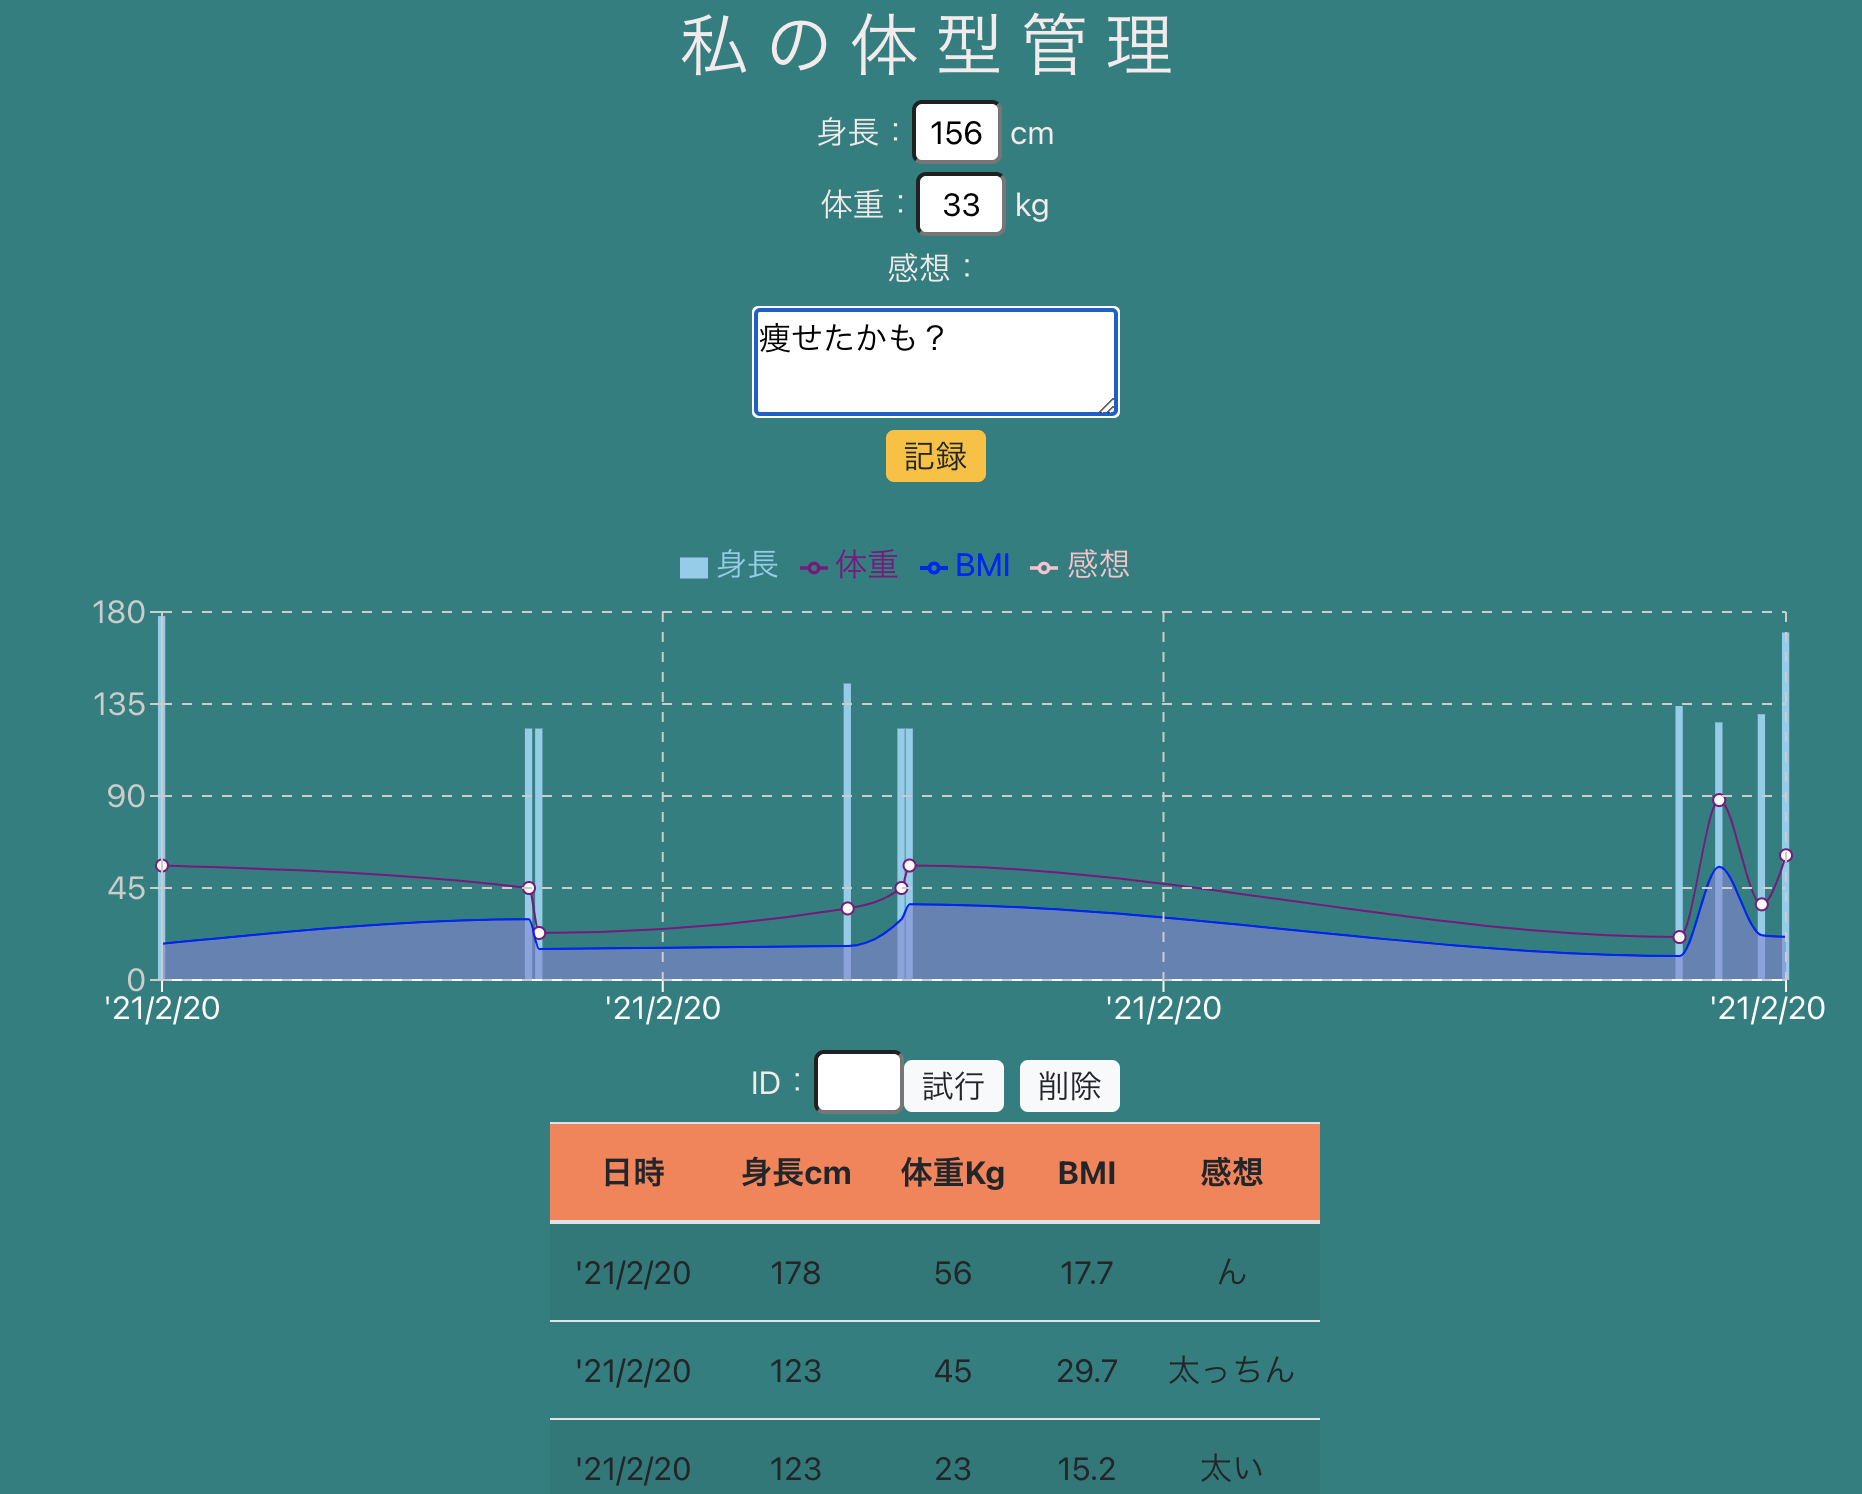 私の体型管理
身長： 156 cm
体重： 33 kg
感想：
痩せたかも？
記録
身長 体重 BMI 感想
180
135
90
45
0
'21/2/20 '21/2/20 '21/2/20 '21/2/20
ID： 試行 削除
日時 身長cm 体重Kg BMI 感想
'21/2/20 178 56 17.7 ん
'21/2/20 123 45 29.7 太っちん
'21/2/20 123 23 15.2 太い